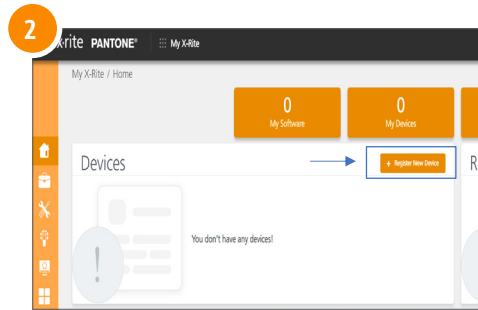 2
x-rite PANTONE® My X-Rite
My X-Rite / Home
0
My Software
0
My Devices
Devices
+ Register New Device
R
You don't have any devices!
!